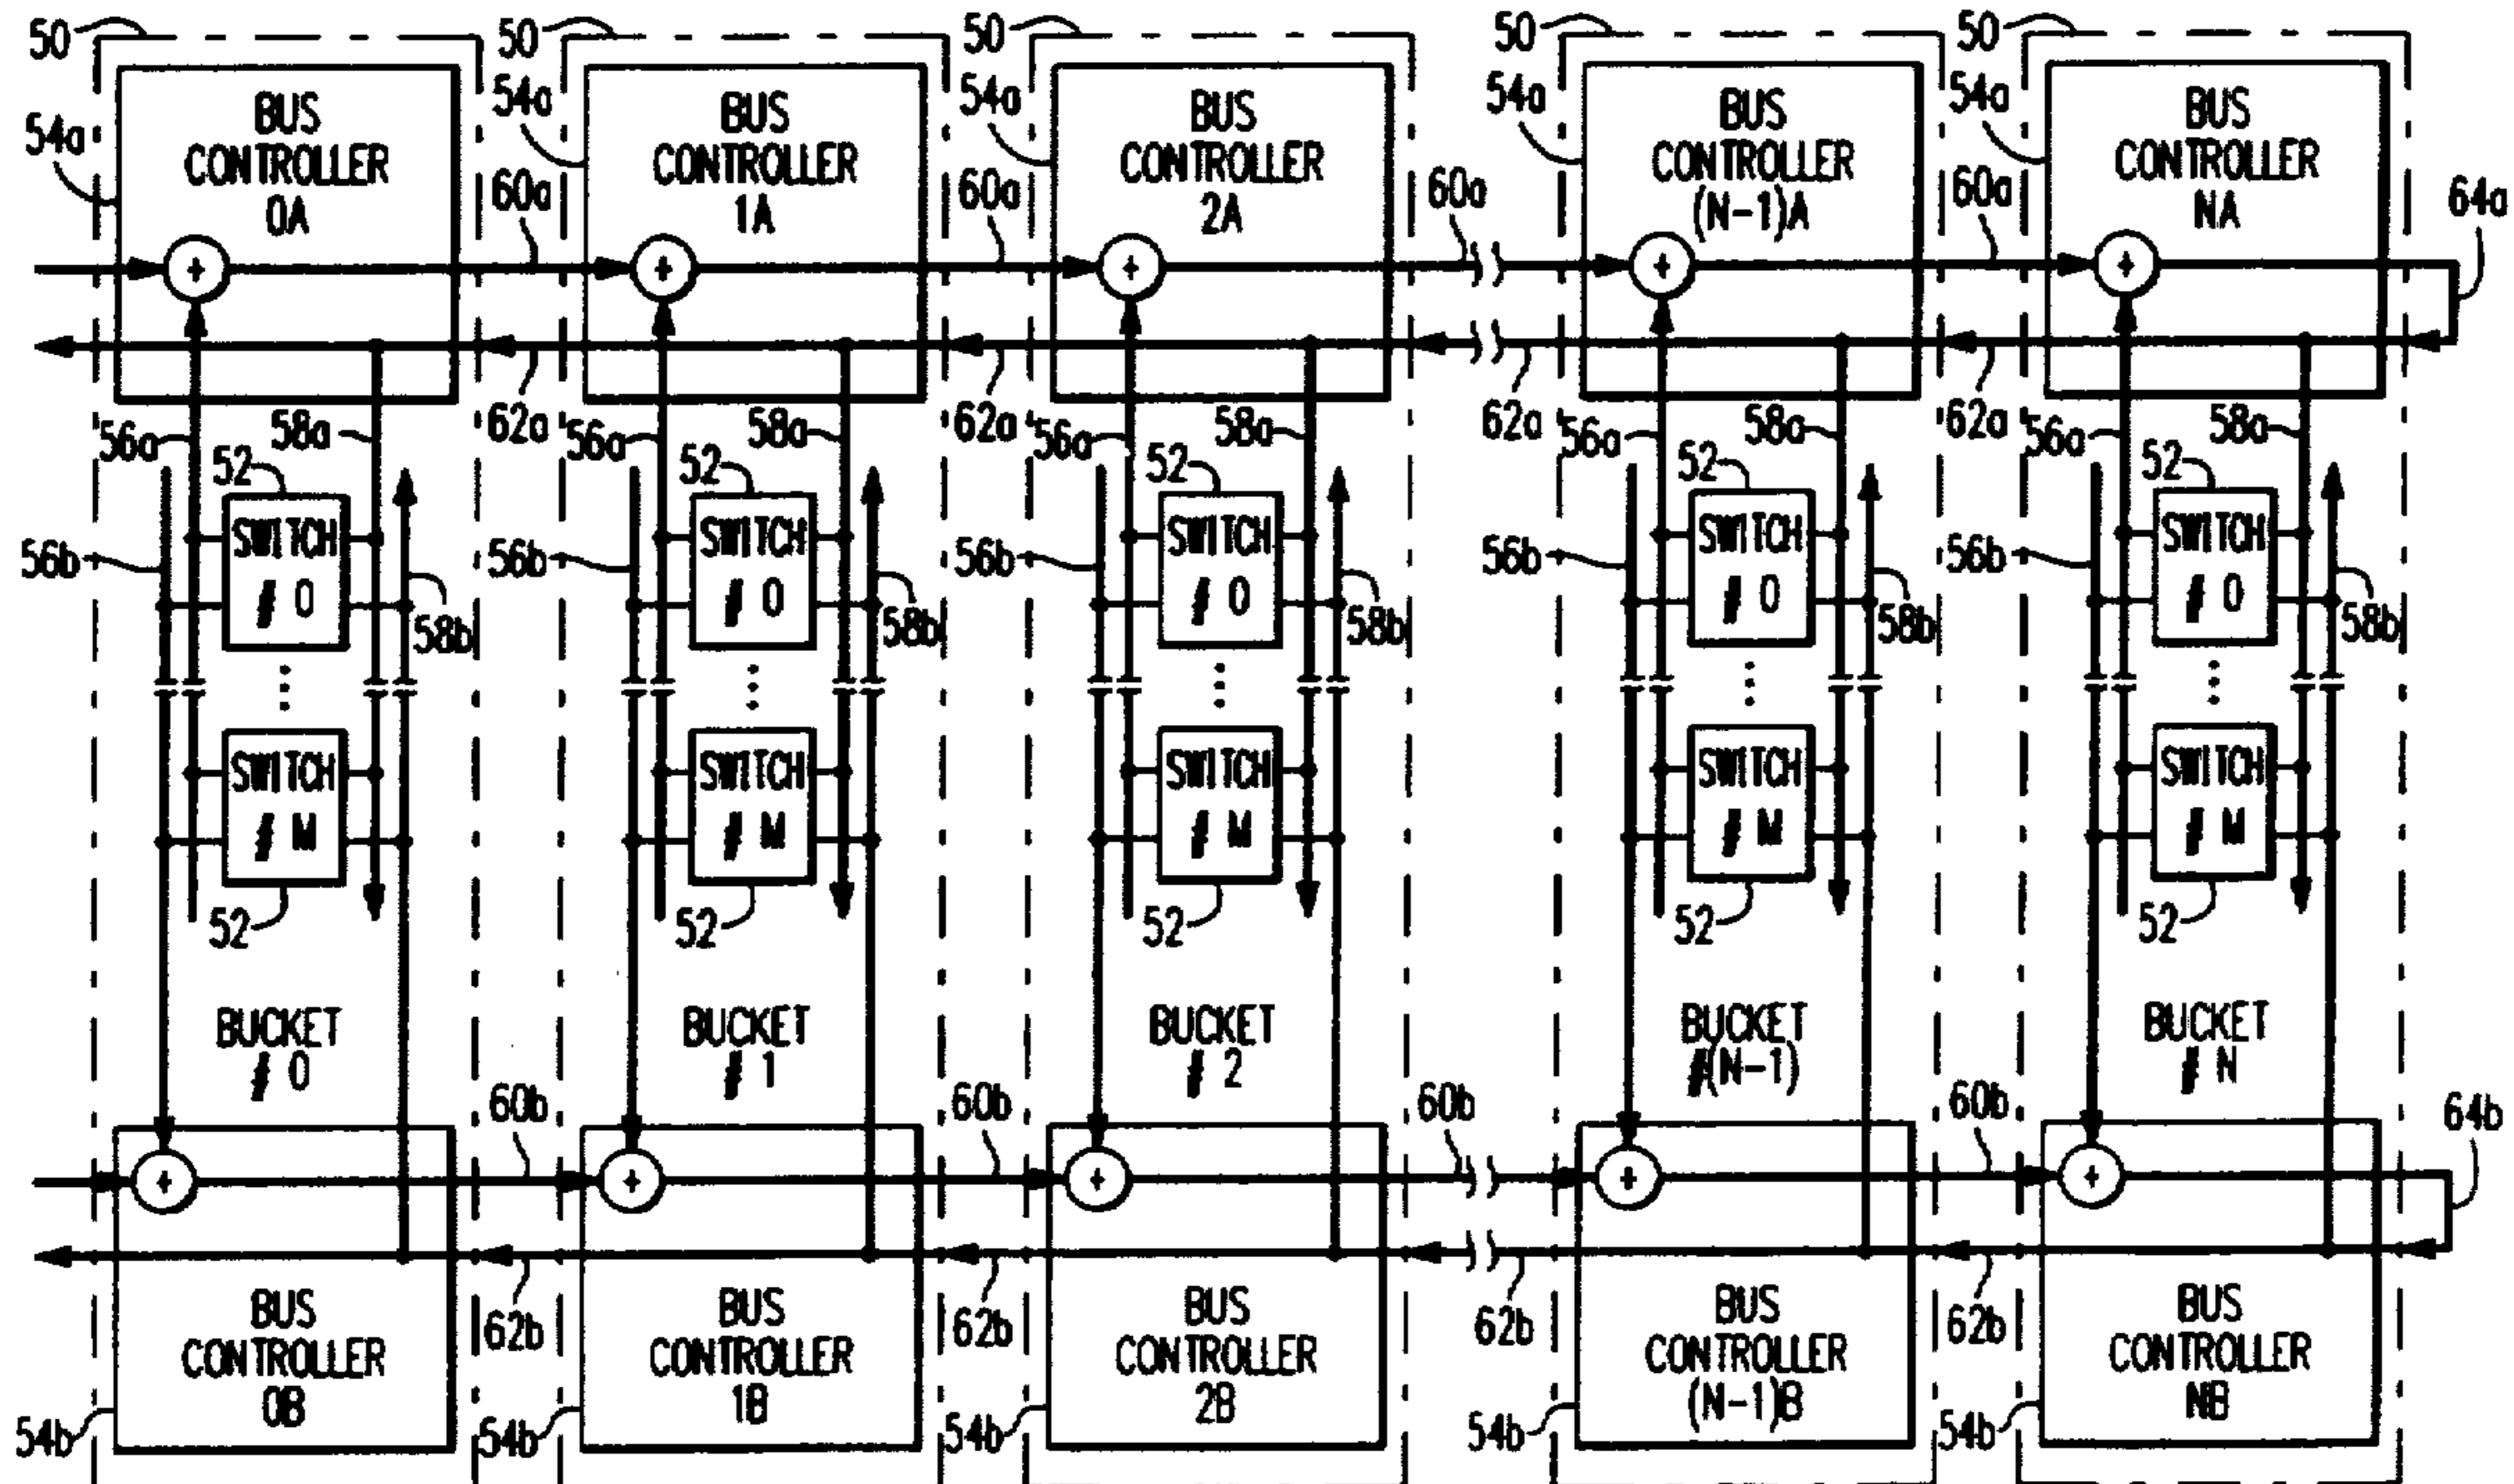 50 50 50 50 50
BUS CONTROLLER 0A
BUS CONTROLLER 1A
BUS CONTROLLER 2A
BUS CONTROLLER (N-1)A
BUS CONTROLLER NA
54a 54a 54a 54a 54a
60a 60a 60a 60a
64a
62a 62a 62a 62a
56a 58a 56a 58a 56a 58a 56a 58a 56a 58a
52 52 52 52 52
SWITCH SWITCH SWITCH SWITCH SWITCH
# 0 # 0 # 0 # 0 # 0
56b 56b 56b 56b 56b
58b 58b 58b 58b 58b
SWITCH SWITCH SWITCH SWITCH SWITCH
# M # M # M # M # M
52 52 52 52 52
BUCKET # 0
BUCKET # 1
BUCKET # 2
BUCKET #(N-1)
BUCKET # N
60b 60b 60b 60b
64b
+ + + + +
+ + + + +
62b 62b 62b 62b
BUS CONTROLLER 0B
BUS CONTROLLER 1B
BUS CONTROLLER 2B
BUS CONTROLLER (N-1)B
BUS CONTROLLER NB
54b 54b 54b 54b 54b